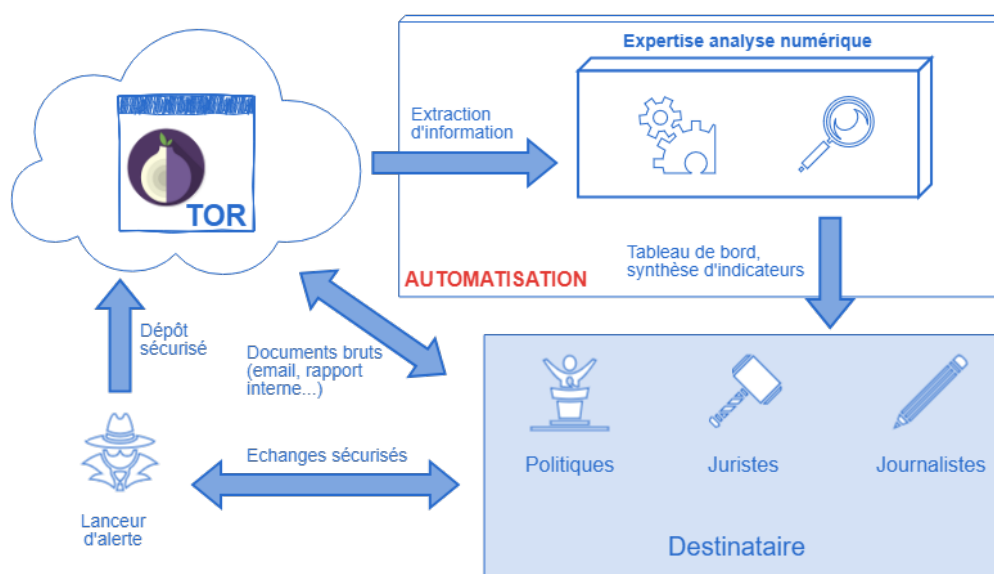 Expertise analyse numérique
Extraction
d'information
TOR
Tableau de bord,
synthèse d'indicateurs
AUTOMATISATION
Dépôt
sécurisé
Documents bruts
(email, rapport
interne...)
Politiques
Juristes
Journalistes
Echanges sécurisés
Lanceur
d'alerte
Destinataire